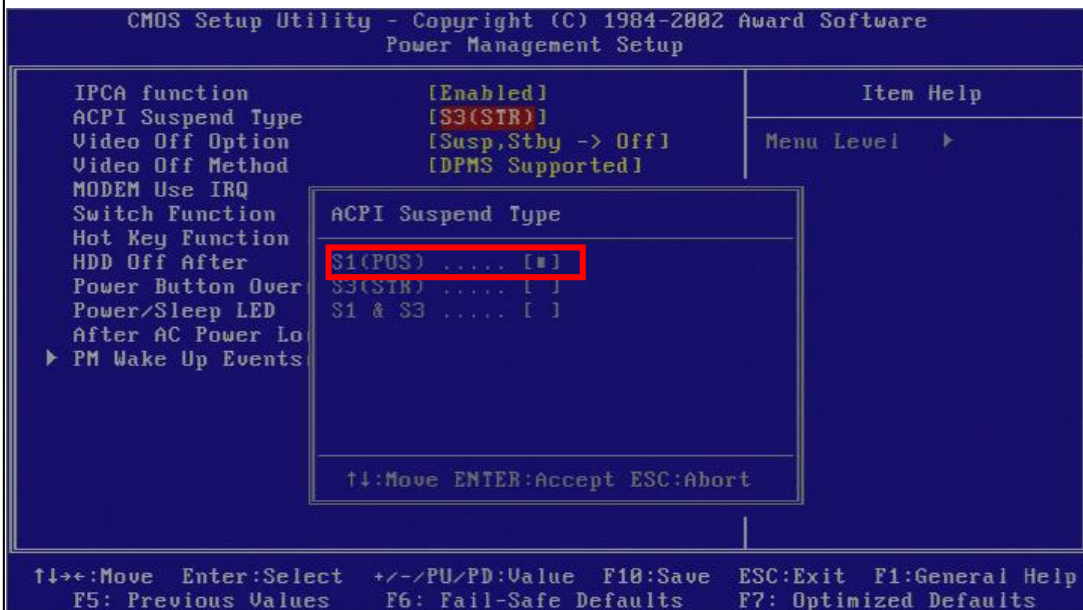 CMOS Setup Utility - Copyright (C) 1984-2002 Award Software
Power Management Setup
IPCA function [Enabled]
ACPI Suspend Type [S3(STR)]
Video Off Option [Susp,Stby -> Off]
Video Off Method [DPMS Supported]
MODEM Use IRQ
Switch Function
Hot Key Function
HDD Off After
Power Button Over
Power/Sleep LED
After AC Power Lo
▶ PM Wake Up Events
ACPI Suspend Type
S1(POS) ..... [■]
S3(STR) ..... [ ]
S1 & S3 ..... [ ]
↑↓:Move ENTER:Accept ESC:Abort
Item Help
Menu Level ▶
↑↓→←:Move Enter:Select +/-/PU/PD:Value F10:Save ESC:Exit F1:General Help
F5: Previous Values F6: Fail-Safe Defaults F7: Optimized Defaults